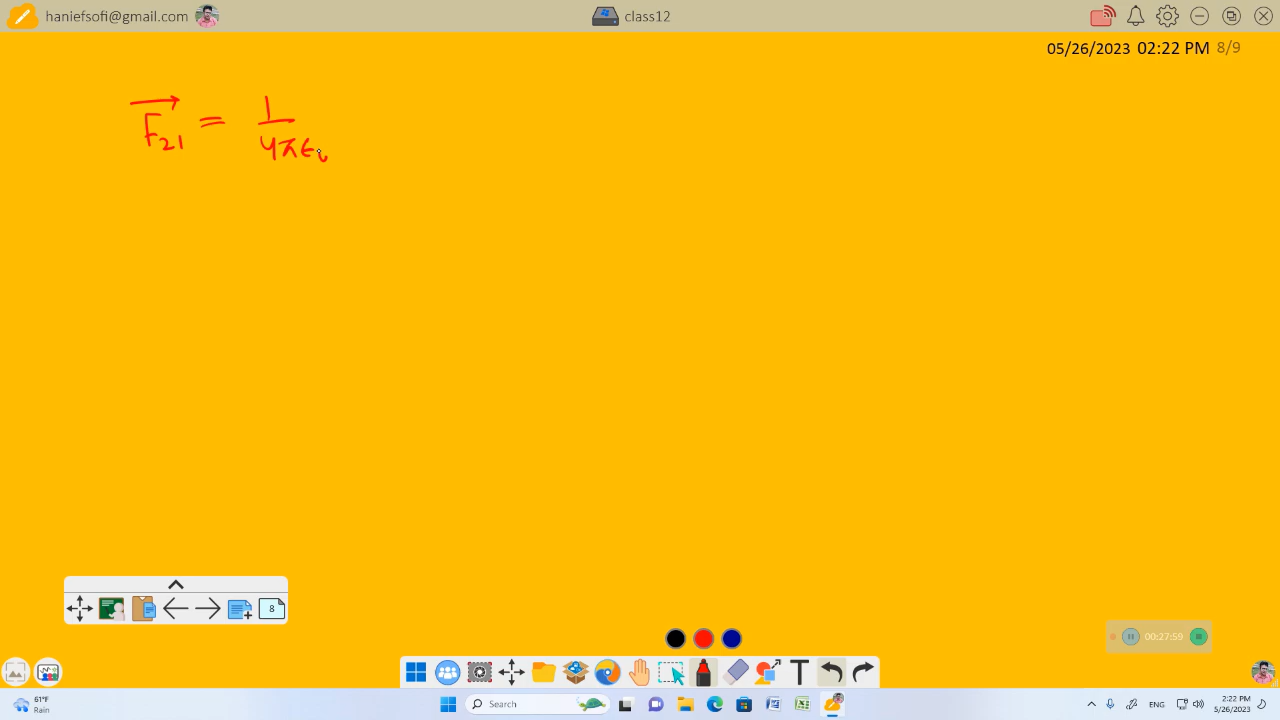 haniefsofi@gmail.com
class12
05/26/2023 02:22 PM 8/9
F₂₁ = 1/4πϵ₀
8
00:27:59
T
61°F
Rain
Search
ENG
2:22 PM
5/26/2023